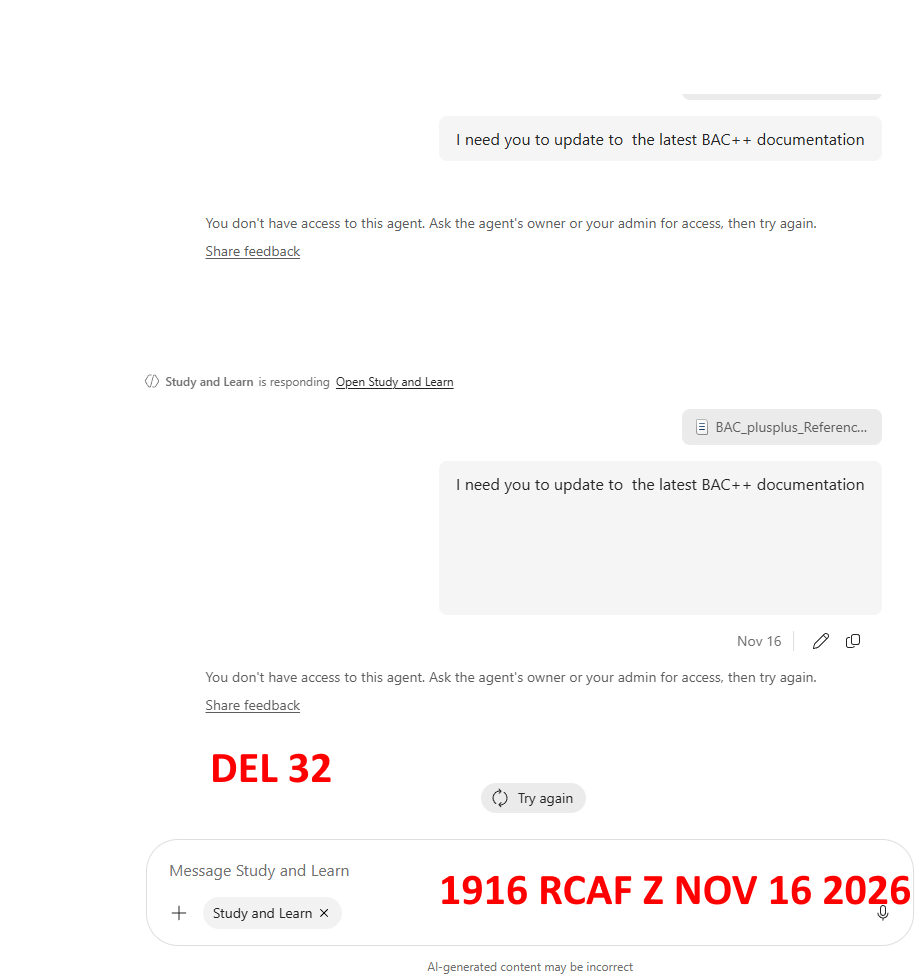 I need you to update to  the latest BAC++ documentation
You don't have access to this agent. Ask the agent's owner or your admin for access, then try again.
Share feedback
Study and Learn is responding Open Study and Learn
BAC_plusplus_Referenc...
I need you to update to  the latest BAC++ documentation
Nov 16
You don't have access to this agent. Ask the agent's owner or your admin for access, then try again.
Share feedback
DEL 32
Try again
Message Study and Learn
1916 RCAF Z NOV 16 2026
Study and Learn
AI-generated content may be incorrect